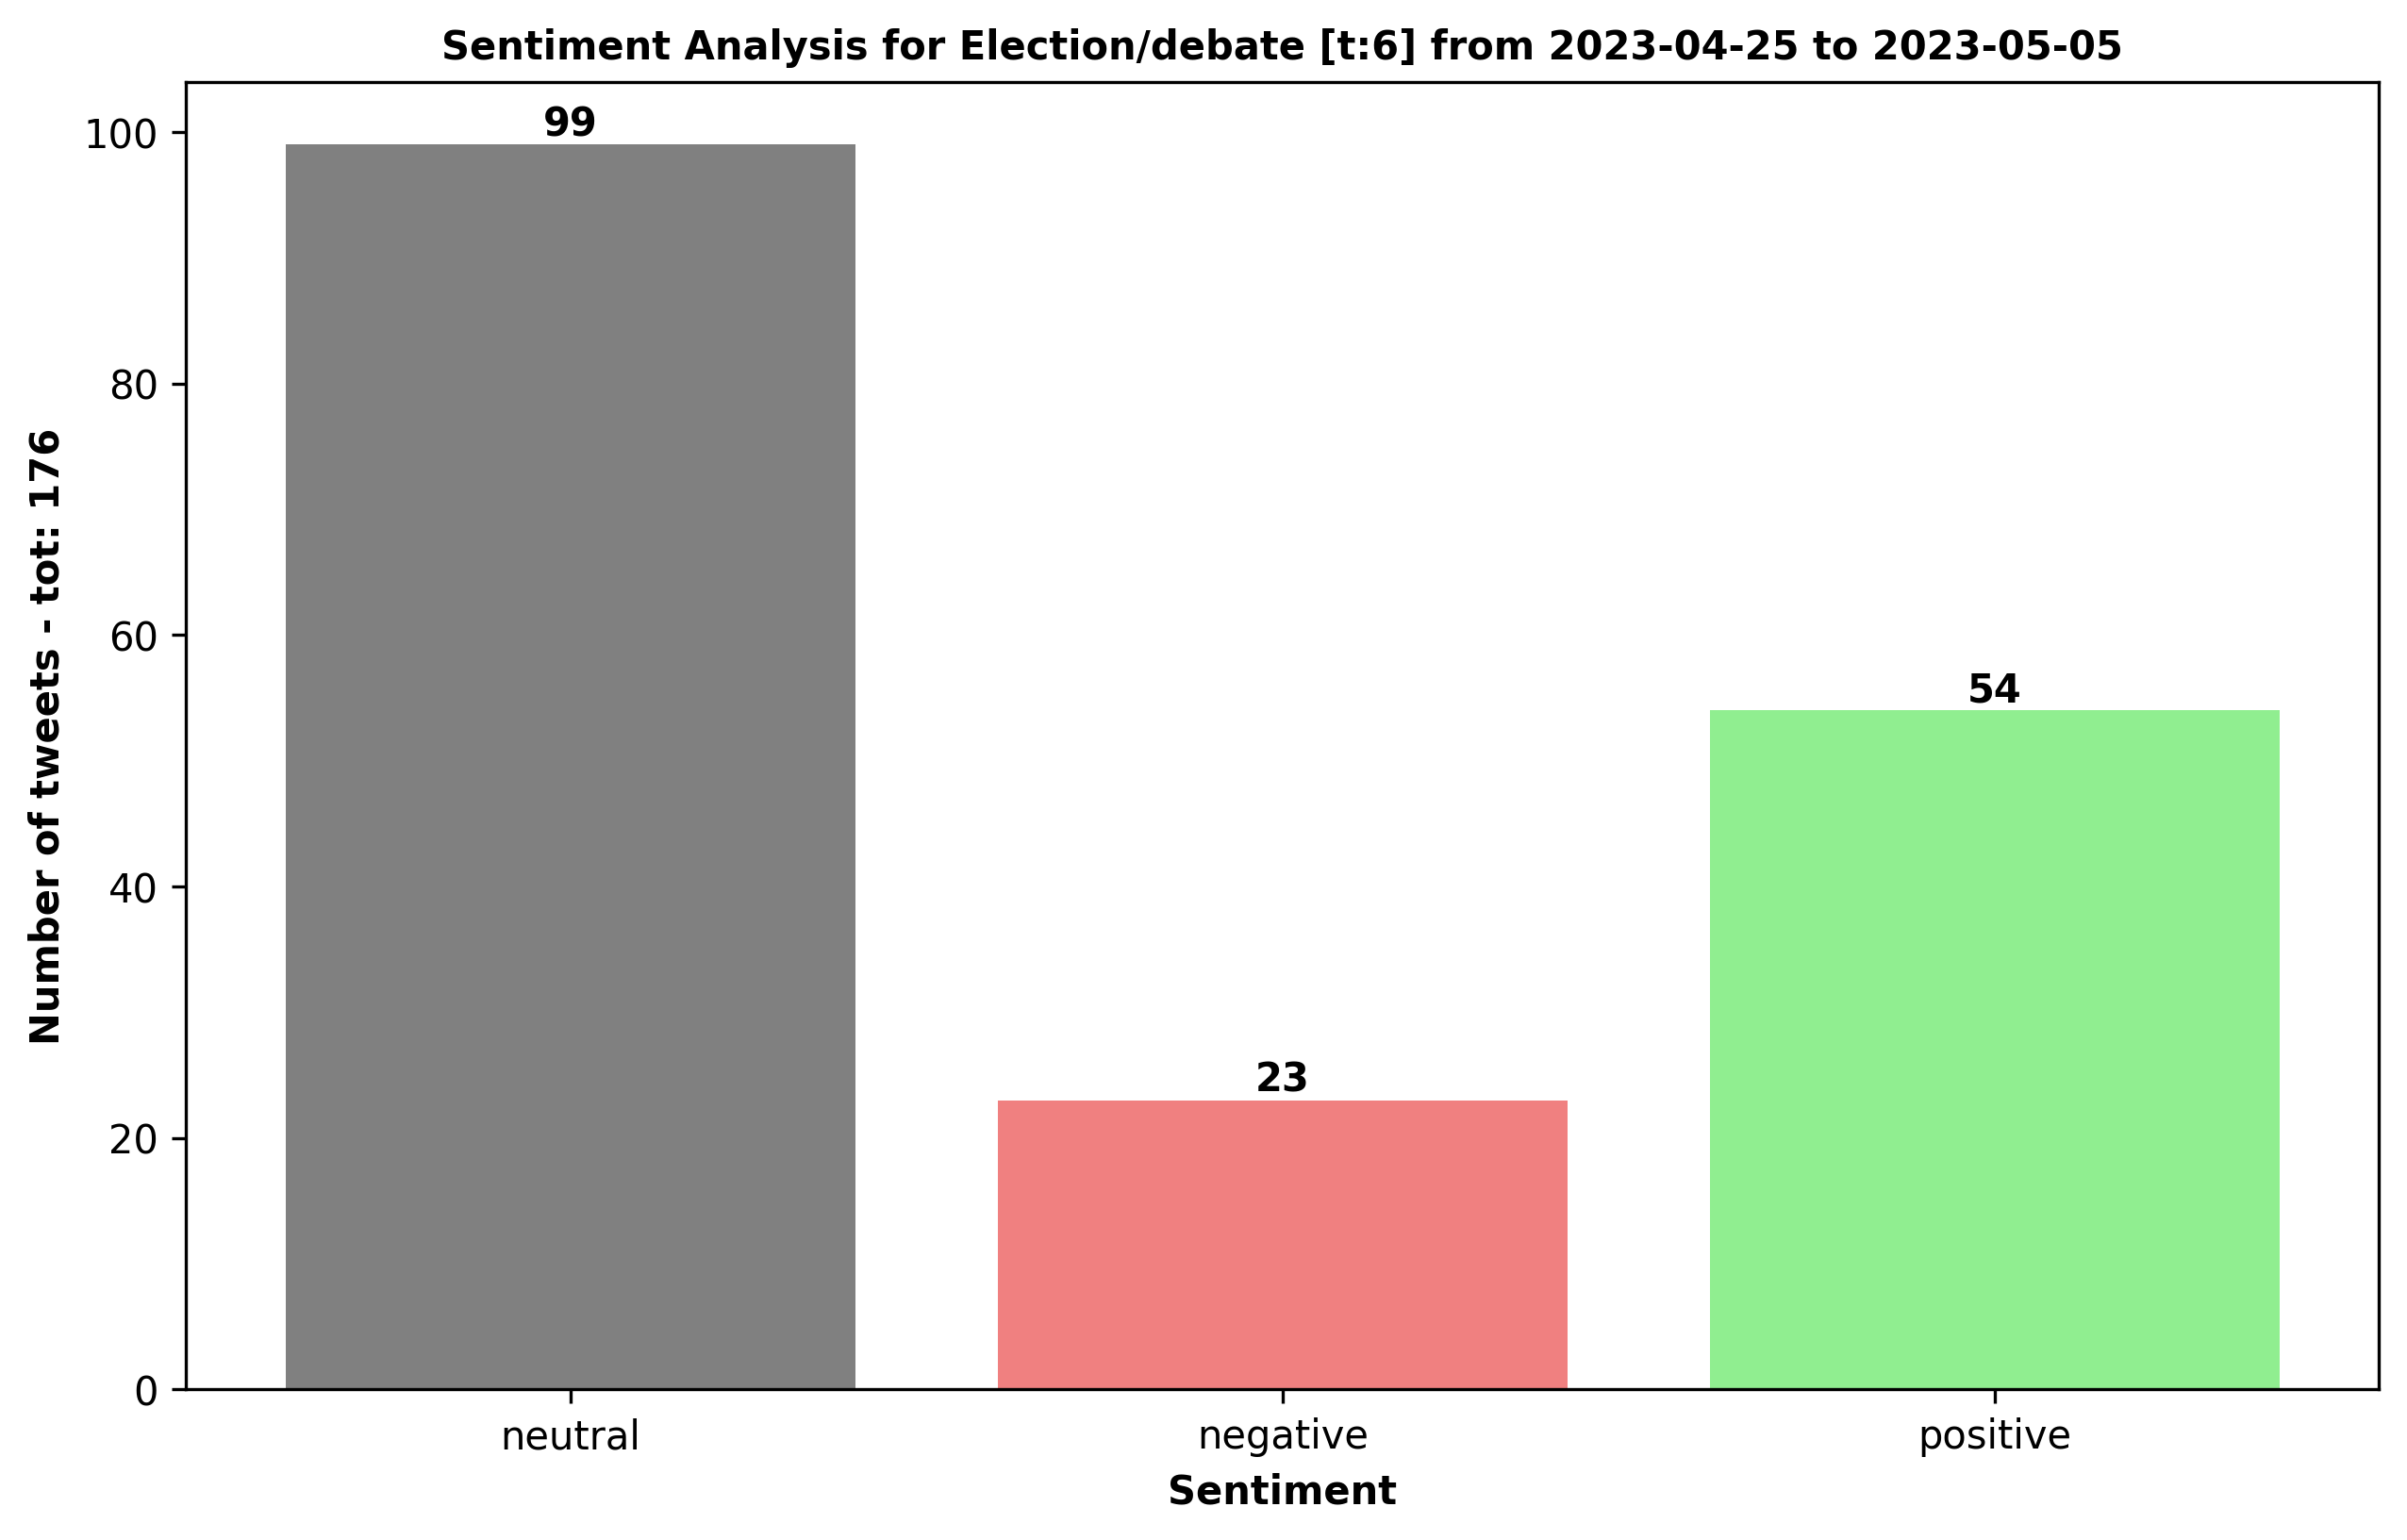 Sentiment Analysis for Election/debate [t:6] from 2023-04-25 to 2023-05-05
Number of tweets - tot: 176
100
80
60
40
20
0
99
23
54
neutral
negative
positive
Sentiment